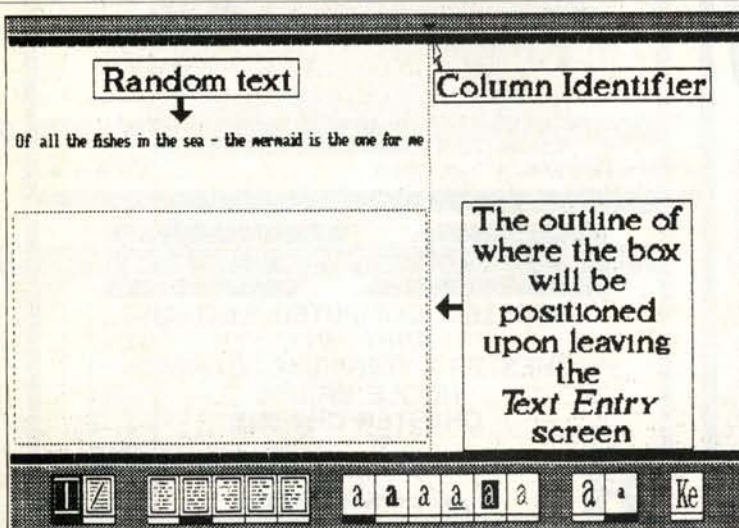 Random text
Column Identifier
Of all the fishes in the sea - the mermaid is the one for me
The outline of
where the box
will be
positioned
upon leaving
the
Text Entry
screen
a a a a a a a a Ke